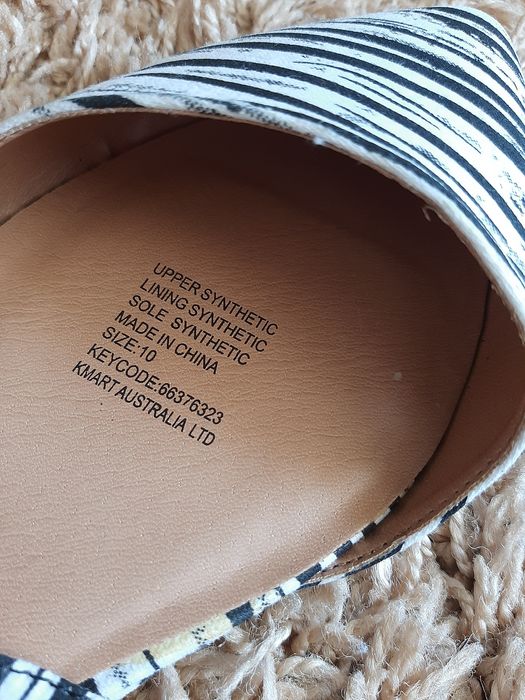 UPPER SYNTHETIC
LINING SYNTHETIC
SOLE SYNTHETIC
MADE IN CHINA
SIZE:10
KEYCODE:66376323
KMART AUSTRALIA LTD